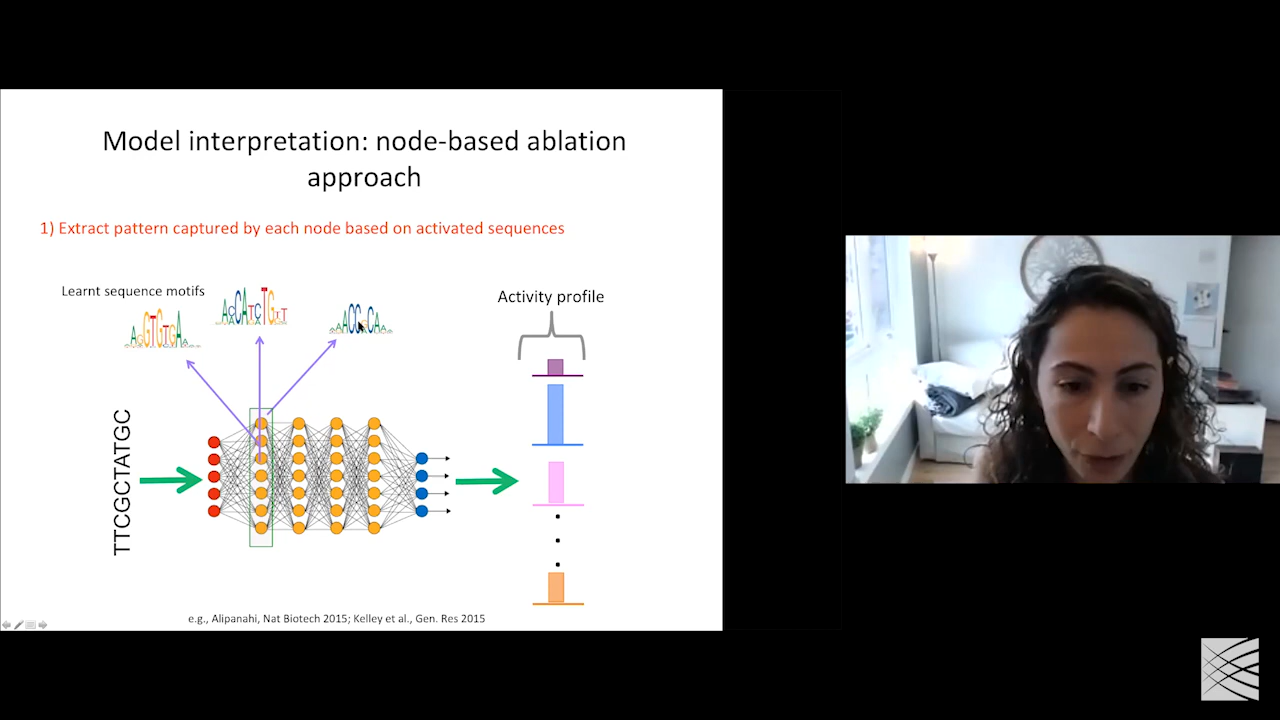 Model interpretation: node-based ablation
approach
1) Extract pattern captured by each node based on activated sequences
Learnt sequence motifs
Activity profile
TTCGCTATGC
e.g., Alipanahi, Nat Biotech 2015; Kelley et al., Gen. Res 2015